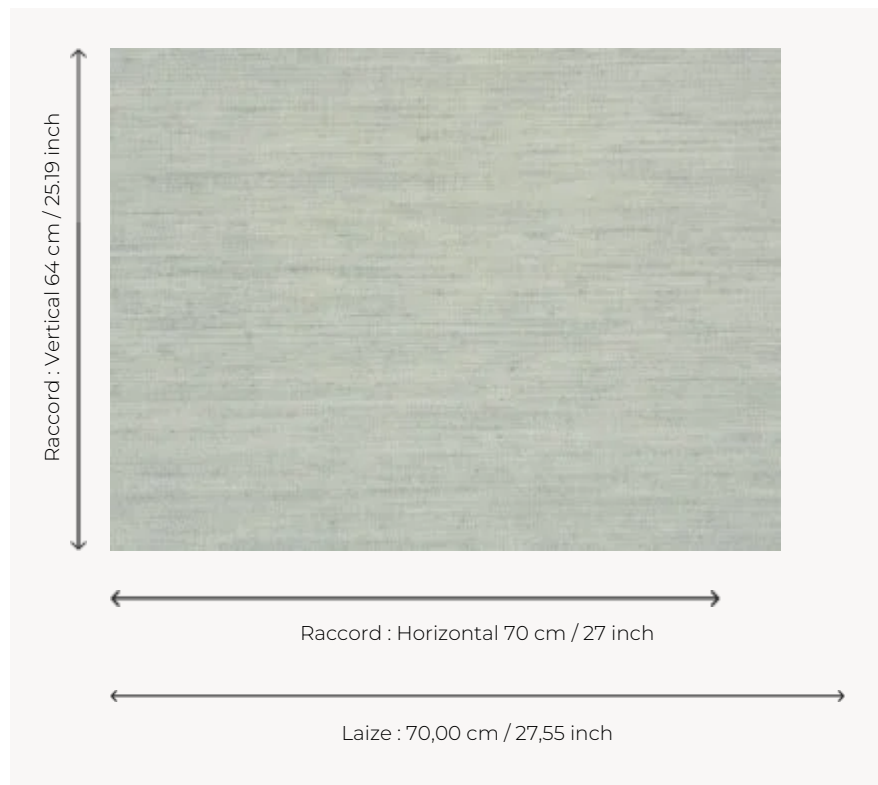 Raccord : Vertical 64 cm / 25.19 inch
Raccord : Horizontal 70 cm / 27 inch
Laize : 70,00 cm / 27,55 inch